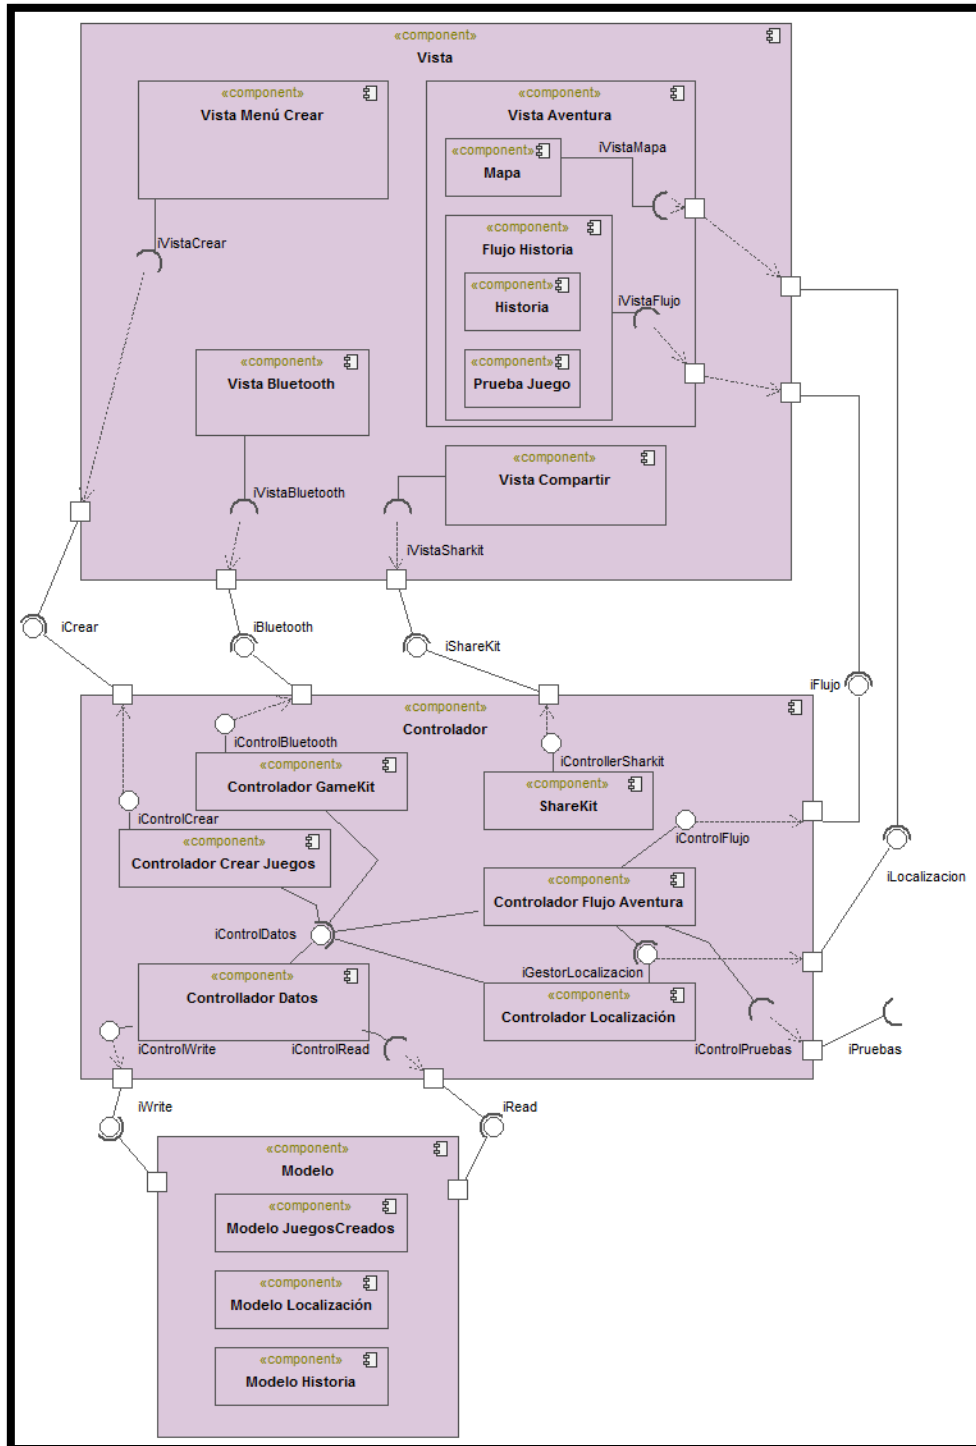 «component»
Vista
«component»
Vista Menú Crear
«component»
Vista Aventura
«component»
Mapa
iVistaMapa
«component»
Flujo Historia
«component»
Historia
iVistaFlujo
«component»
Prueba Juego
iVistaCrear
«component»
Vista Bluetooth
«component»
Vista Compartir
iVistaBluetooth
iVistaSharkit
iCrear
iBluetooth
iShareKit
iFlujo
«component»
Controlador
iControlBluetooth
iControllerSharkit
«component»
Controlador GameKit
«component»
ShareKit
iControlCrear
iControlFlujo
«component»
Controlador Crear Juegos
«component»
Controlador Flujo Aventura
iLocalizacion
iControlDatos
iGestorLocalizacion
«component»
Controllador Datos
«component»
Controlador Localización
iControlWrite
iControlRead
iControlPruebas
iPruebas
iWrite
iRead
«component»
Modelo
«component»
Modelo JuegosCreados
«component»
Modelo Localización
«component»
Modelo Historia